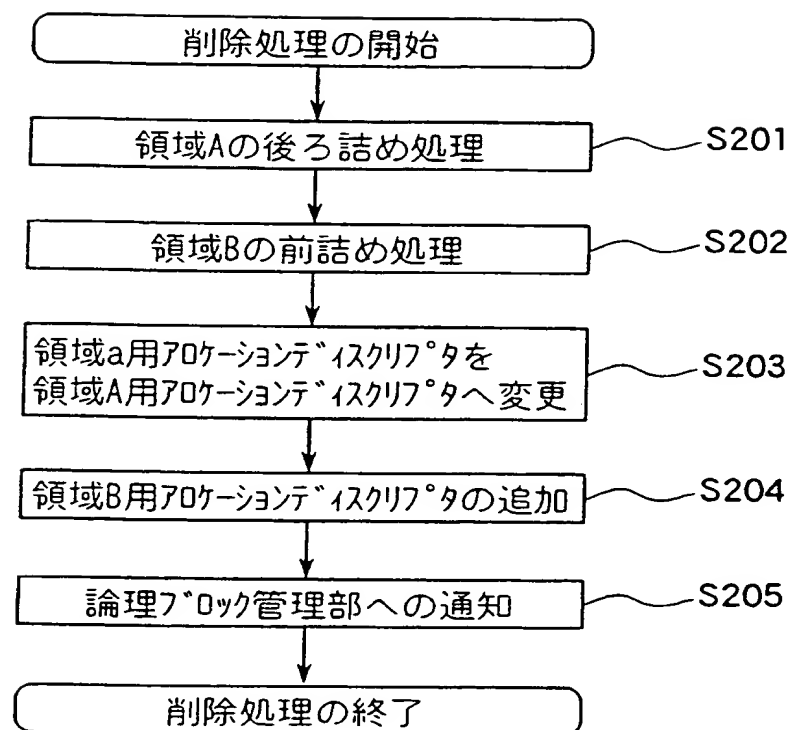 削除処理の開始
領域Aの後ろ詰め処理
S201
領域Bの前詰め処理
S202
領域a用ｱﾛｹｰｼｮﾝﾃﾞｨｽｸﾘﾌﾟﾀを
領域A用ｱﾛｹｰｼｮﾝﾃﾞｨｽｸﾘﾌﾟﾀへ変更
S203
領域B用ｱﾛｹｰｼｮﾝﾃﾞｨｽｸﾘﾌﾟﾀの追加
S204
論理ﾌﾞﾛｯｸ管理部への通知
S205
削除処理の終了